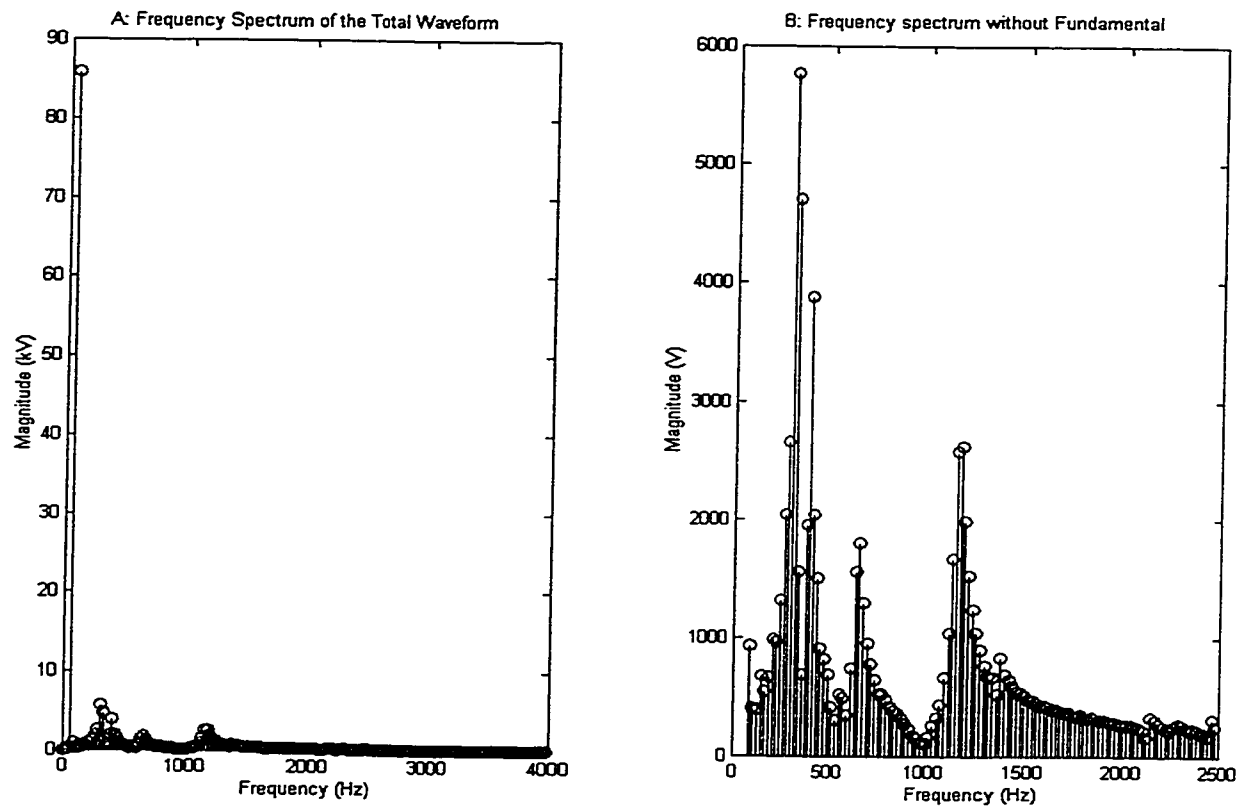 A: Frequency Spectrum of the Total Waveform
90
80
70
60
50
40
30
20
10
0
Magnitude (kV)
0 1000 2000 3000 4000
Frequency (Hz)
B: Frequency spectrum without Fundamental
6000
5000
4000
3000
2000
1000
0
Magnitude (V)
0 500 1000 1500 2000 2500
Frequency (Hz)